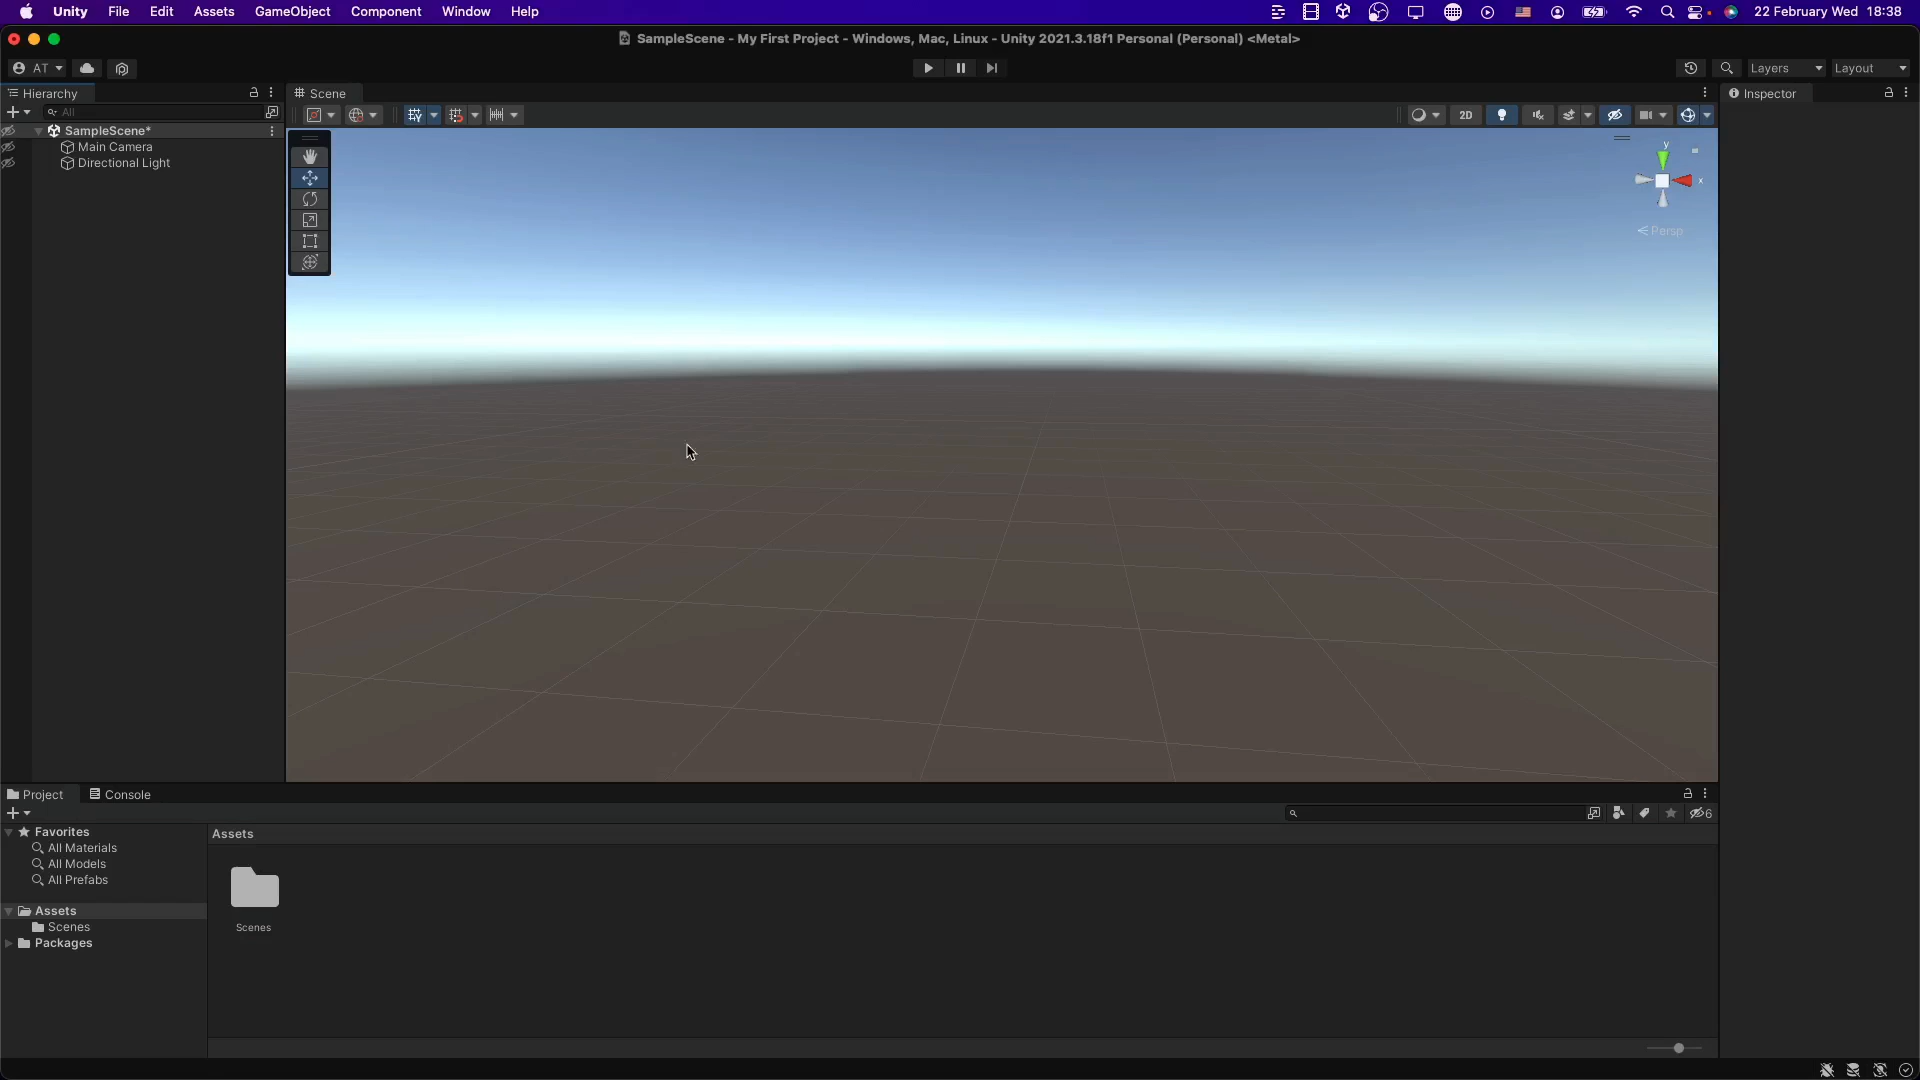 Unity File Edit Assets GameObject Component Window Help 22 February Wed 18:38
SampleScene - My First Project - Windows, Mac, Linux - Unity 2021.3.18f1 Personal (Personal) <Metal>
AT Layers Layout
Hierarchy Scene Inspector
All 2D
SampleScene*
Main Camera
Directional Light
y
x
Persp
Project Console
6
Favorites Assets
All Materials
All Models
All Prefabs
Assets
Scenes Scenes
Packages